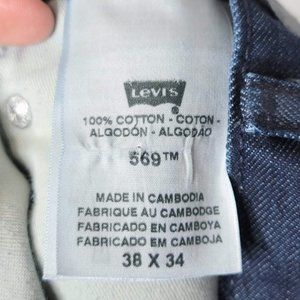 Levi's
100% COTTON - COTON -
ALGODÓN - ALGODÃO
569™
MADE IN CAMBODIA
FABRIQUE AU CAMBODGE
FABRICADO EN CAMBOYA
FABRICADO EM CAMBOJA
38 X 34